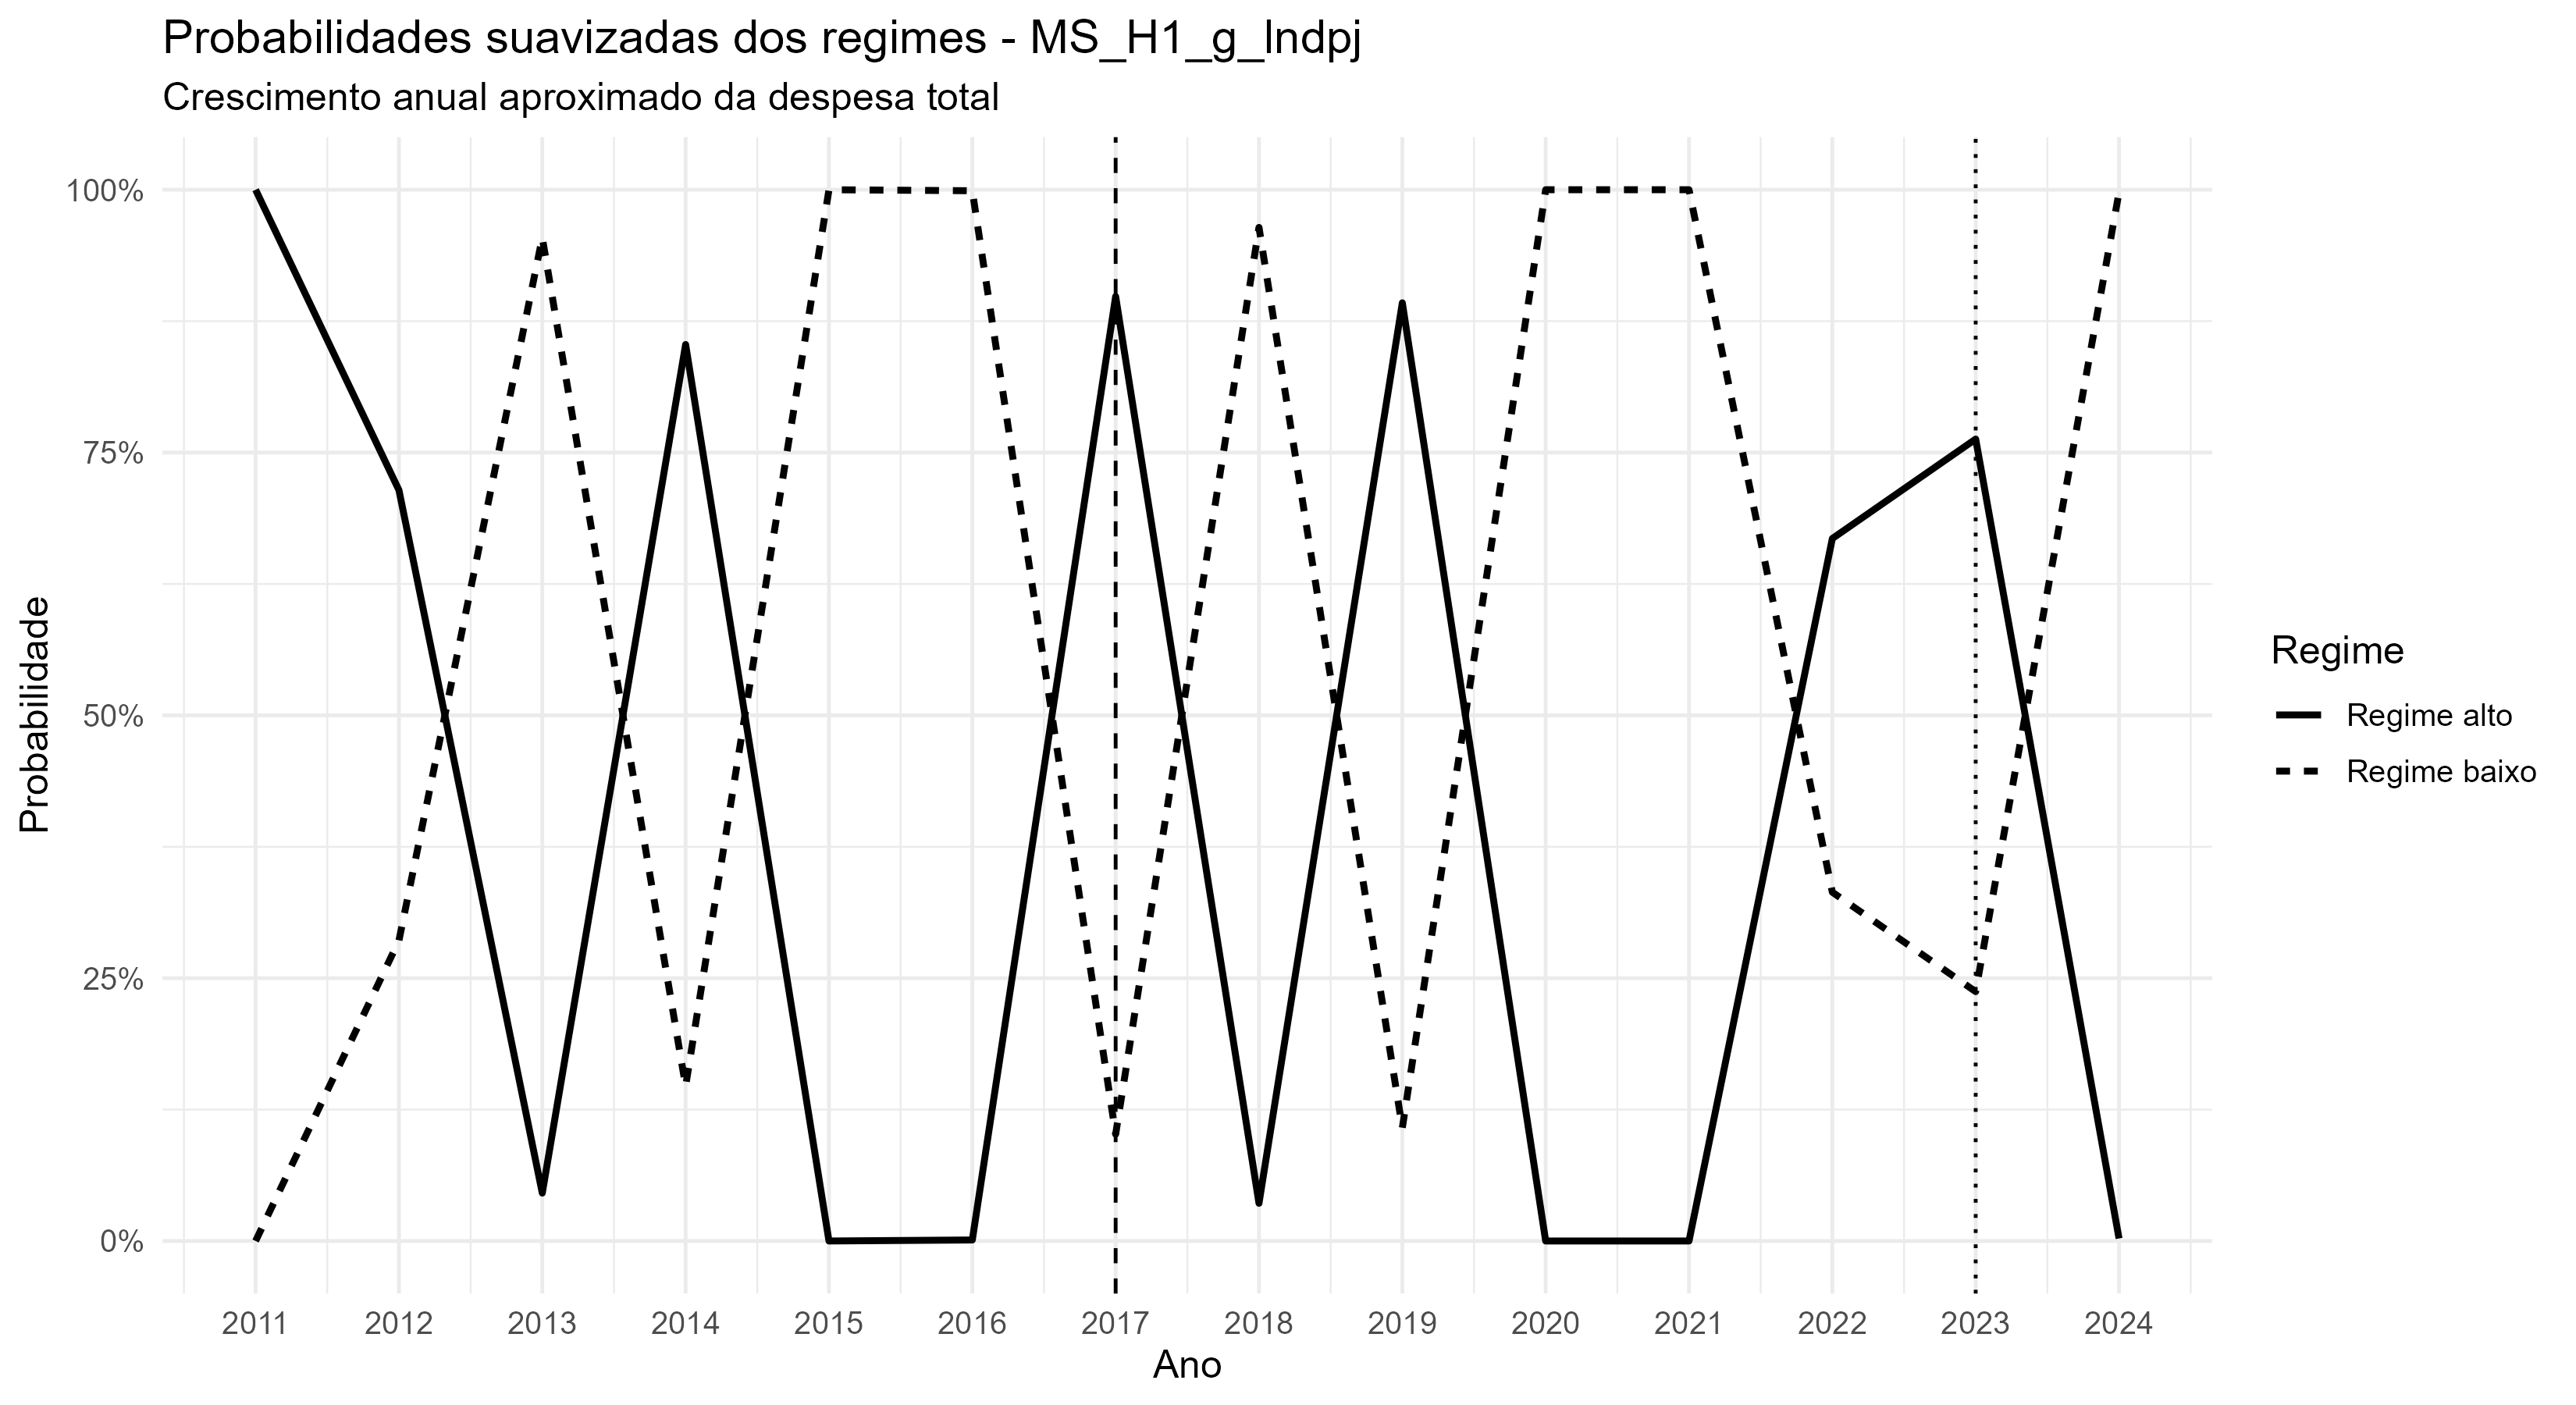 Probabilidades suavizadas dos regimes - MS_H1_g_lndpj
Crescimento anual aproximado da despesa total
100%
75%
50%
25%
0%
Probabilidade
2011 2012 2013 2014 2015 2016 2017 2018 2019 2020 2021 2022 2023 2024
Ano
Regime
Regime alto
Regime baixo